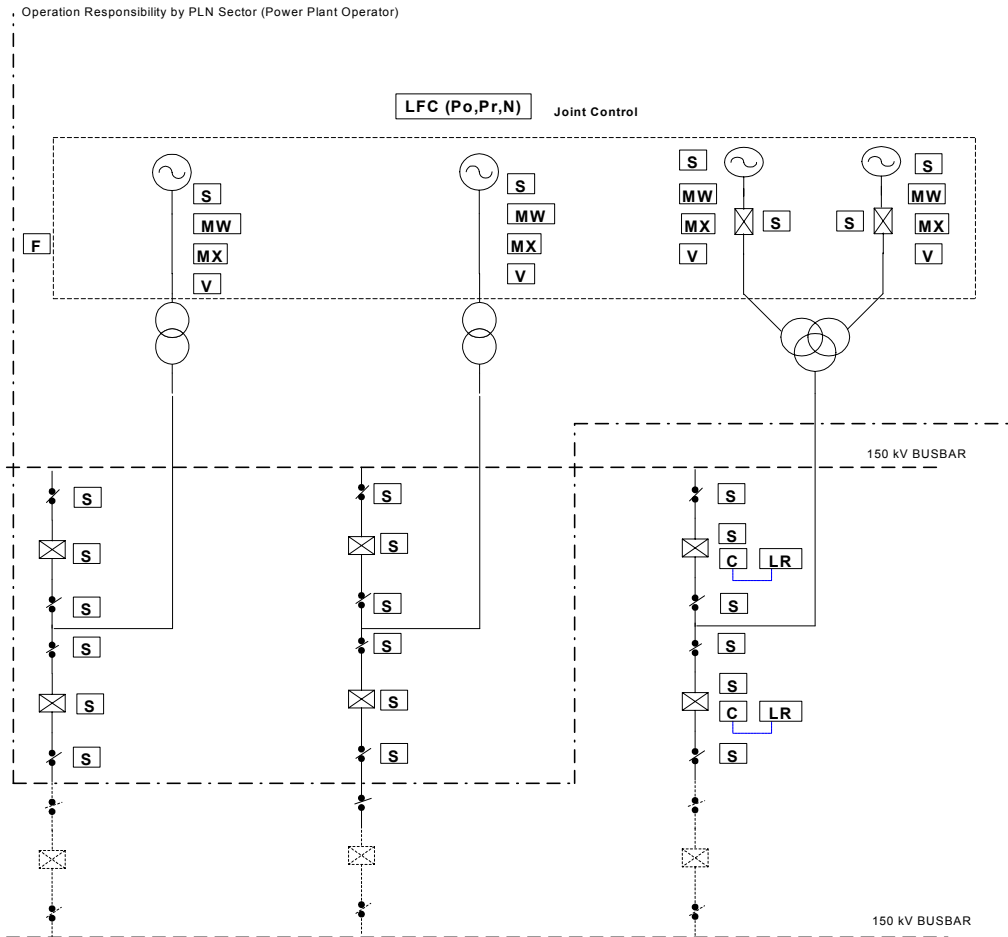 Operation Responsibility by PLN Sector (Power Plant Operator)
LFC (Po,Pr,N)
Joint Control
S
MW
MX
V
S
MW
MX
V
S
MW
MX
V
S
S
S
MW
MX
V
F
150 kV BUSBAR
S
S
S
S
S
S
S
S
S
S
S
S
S
S
C
LR
S
S
S
C
LR
S
150 kV BUSBAR